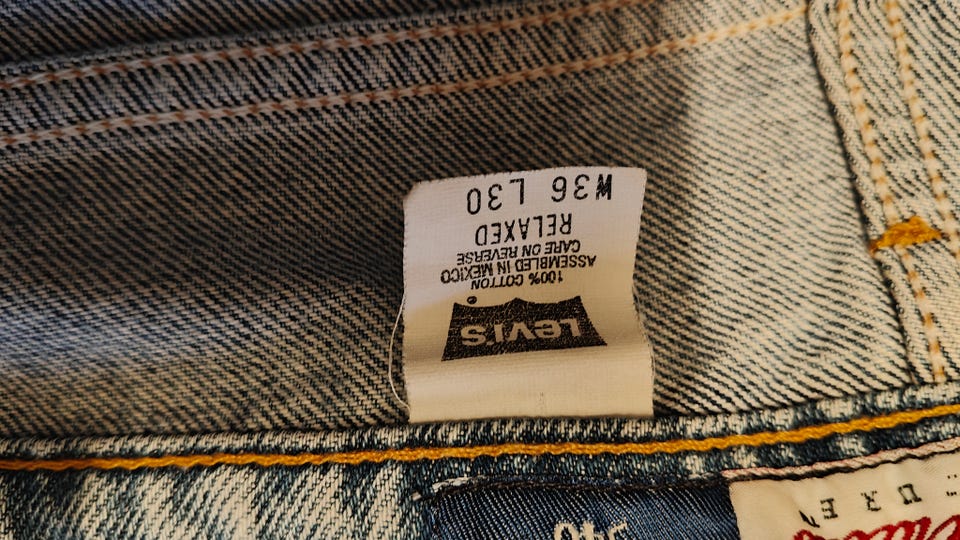 LEVI'S
®
100% COTTON
ASSEMBLED IN MEXICO
CARE ON REVERSE
RELAXED
W36 L30